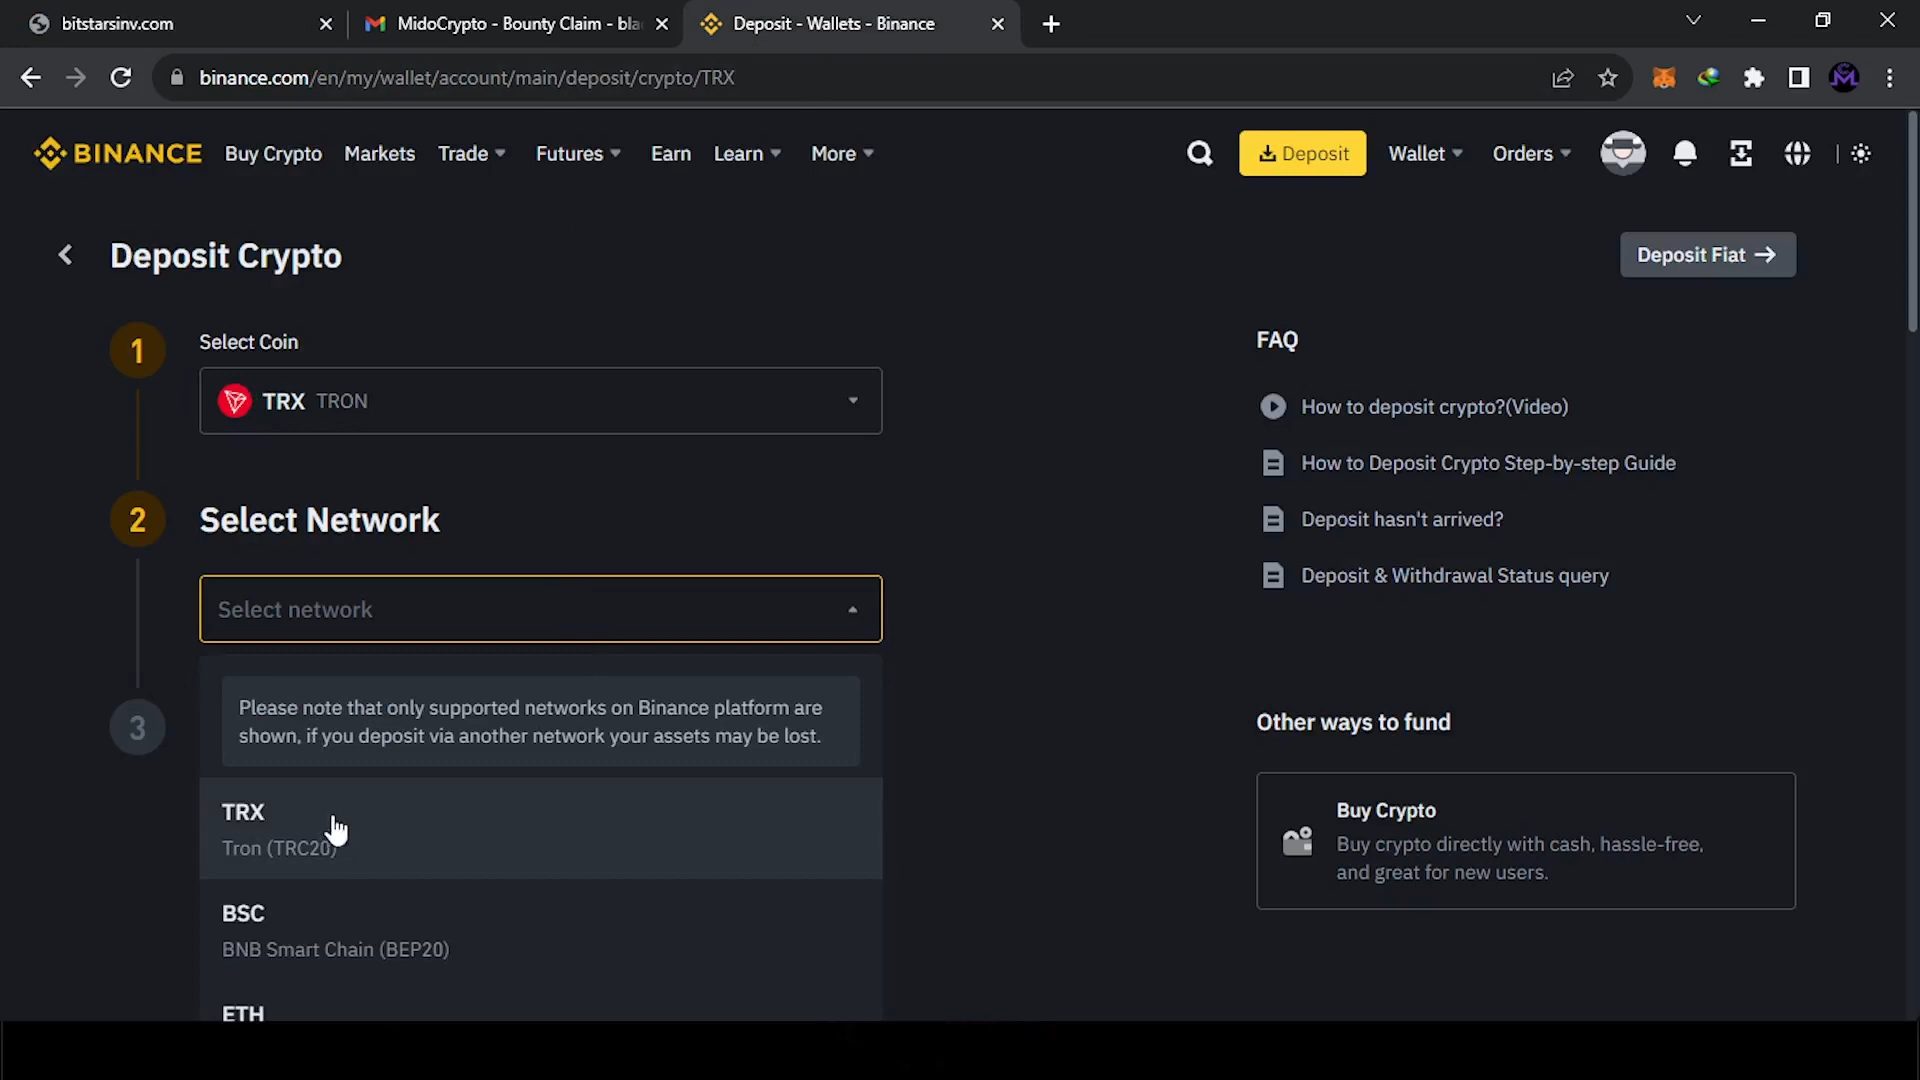 bitstarsinv.com
MidoCrypto - Bounty Claim - bla
Deposit - Wallets - Binance
binance.com/en/my/wallet/account/main/deposit/crypto/TRX
BINANCE
Buy Crypto
Markets
Trade
Futures
Earn
Learn
More
Deposit
Wallet
Orders
Deposit Crypto
Deposit Fiat →
1
Select Coin
TRX TRON
2
Select Network
Select network
Please note that only supported networks on Binance platform are
shown, if you deposit via another network your assets may be lost.
3
TRX
Tron (TRC20)
BSC
BNB Smart Chain (BEP20)
ETH
FAQ
How to deposit crypto?(Video)
How to Deposit Crypto Step-by-step Guide
Deposit hasn't arrived?
Deposit & Withdrawal Status query
Other ways to fund
Buy Crypto
Buy crypto directly with cash, hassle-free,
and great for new users.